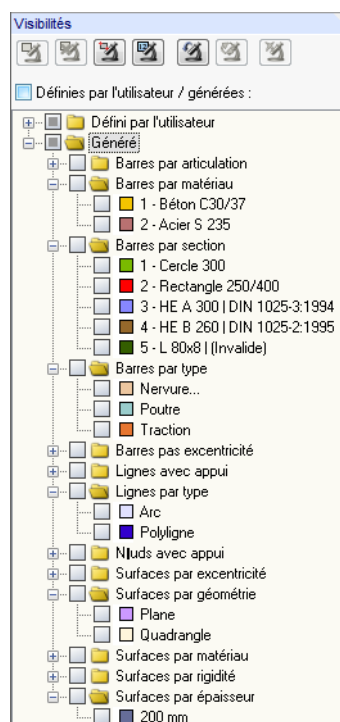 Visibilités
Définies par l'utilisateur / générées :
Défini par l'utilisateur
Généré
Barres par articulation
Barres par matériau
1 - Béton C30/37
2 - Acier S 235
Barres par section
1 - Cercle 300
2 - Rectangle 250/400
3 - HE A 300 | DIN 1025-3:1994
4 - HE B 260 | DIN 1025-2:1995
5 - L 80x8 | (Invalide)
Barres par type
Nervure...
Poutre
Traction
Barres pas excentricité
Lignes avec appui
Lignes par type
Arc
Polyligne
Nluds avec appui
Surfaces par excentricité
Surfaces par géométrie
Plane
Quadrangle
Surfaces par matériau
Surfaces par rigidité
Surfaces par épaisseur
200 mm